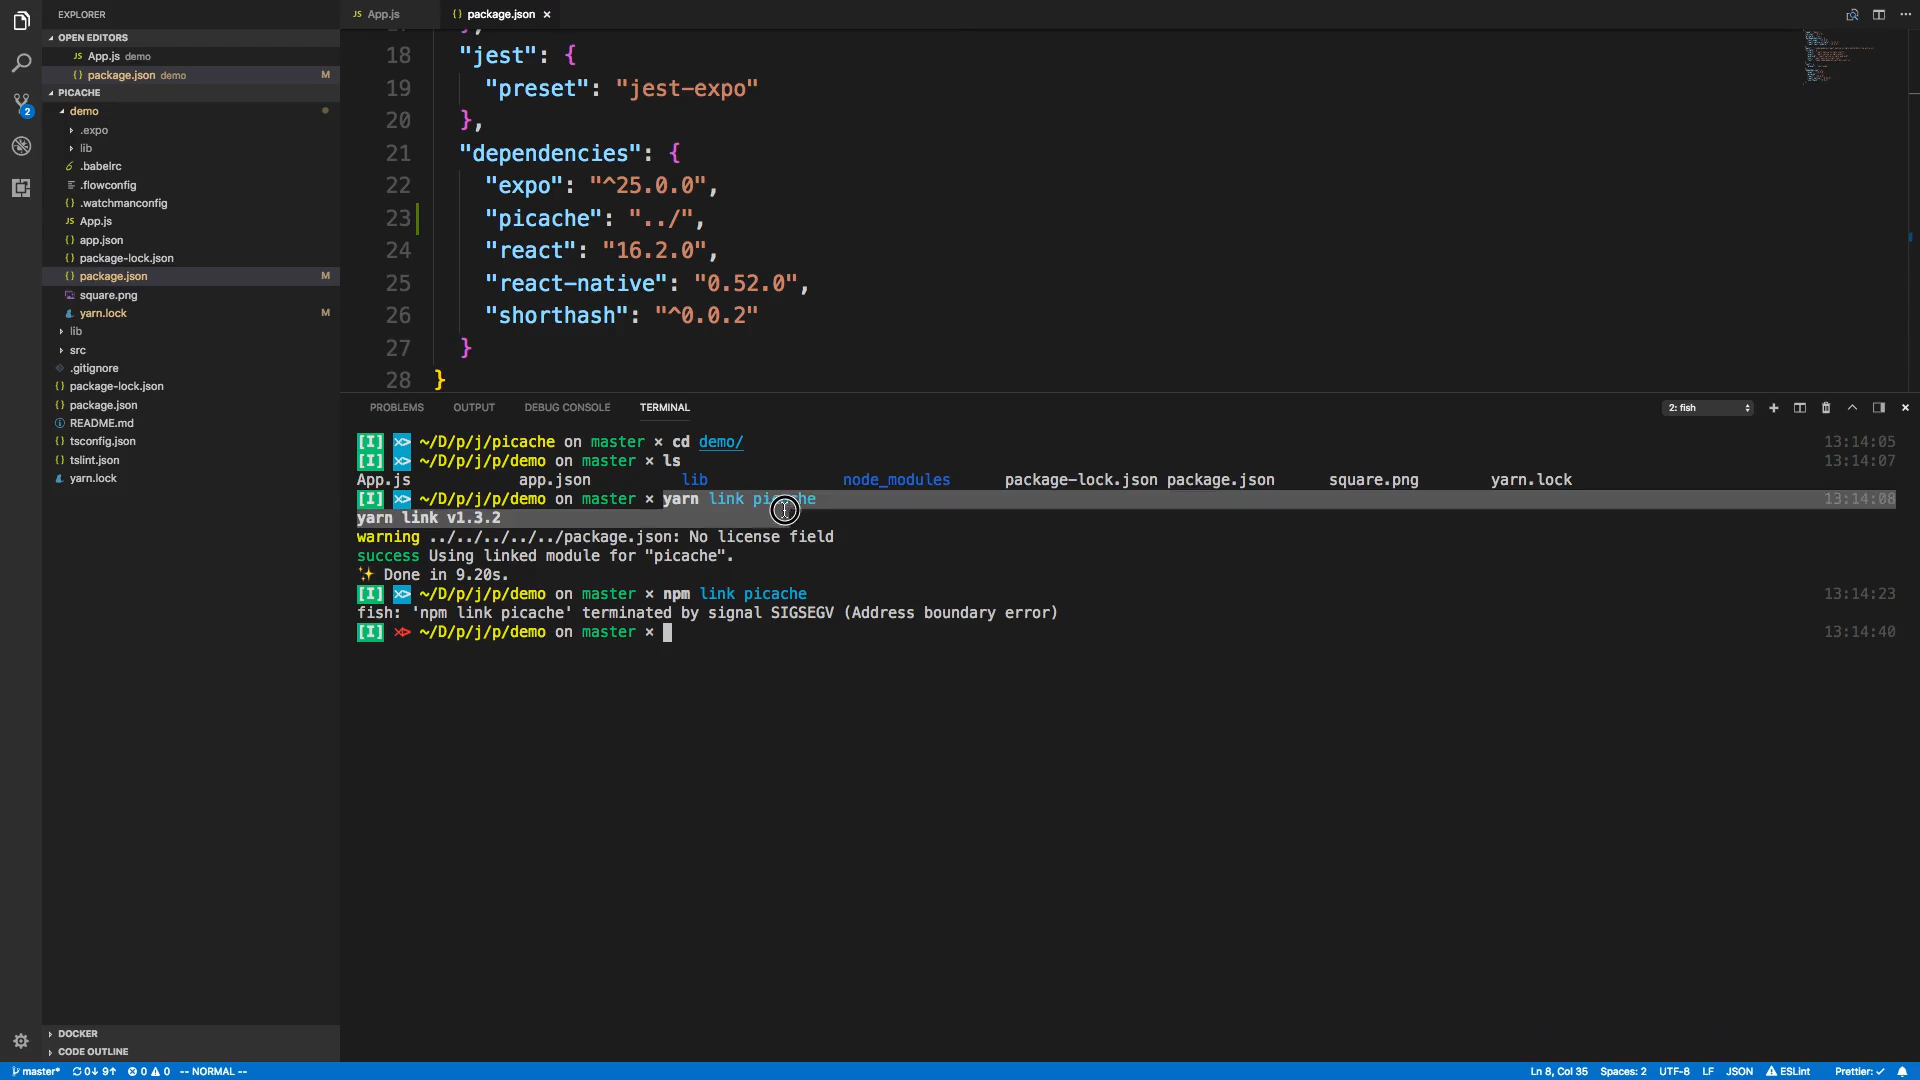 EXPLORER
OPEN EDITORS
JS App.js demo
{} package.json demo M
PICACHE
demo
.expo
lib
.babelrc
.flowconfig
{} .watchmanconfig
JS App.js
{} app.json
{} package-lock.json
{} package.json M
square.png
yarn.lock M
lib
src
.gitignore
{} package-lock.json
{} package.json
README.md
{} tsconfig.json
{} tslint.json
yarn.lock
DOCKER
CODE OUTLINE
2
JS App.js
{} package.json ×
18 "jest": {
19 "preset": "jest-expo"
20 },
21 "dependencies": {
22 "expo": "^25.0.0",
23 "picache": "../",
24 "react": "16.2.0",
25 "react-native": "0.52.0",
26 "shorthash": "^0.0.2"
27 }
28 }
PROBLEMS OUTPUT DEBUG CONSOLE TERMINAL 2: fish
[I] ⋊> ~/D/p/j/picache on master × cd demo/ 13:14:05
[I] ⋊> ~/D/p/j/p/demo on master × ls 13:14:07
App.js app.json lib node_modules package-lock.json package.json square.png yarn.lock
[I] ⋊> ~/D/p/j/p/demo on master × yarn link picache 13:14:08
yarn link v1.3.2
warning ../../../../../package.json: No license field
success Using linked module for "picache".
✨ Done in 9.20s.
[I] ⋊> ~/D/p/j/p/demo on master × npm link picache 13:14:23
fish: 'npm link picache' terminated by signal SIGSEGV (Address boundary error)
[I] ⋊> ~/D/p/j/p/demo on master × 13:14:40
master* 0↓ 9↑ 0 0 -- NORMAL -- Ln 8, Col 35 Spaces: 2 UTF-8 LF JSON ESLint Prettier: ✓